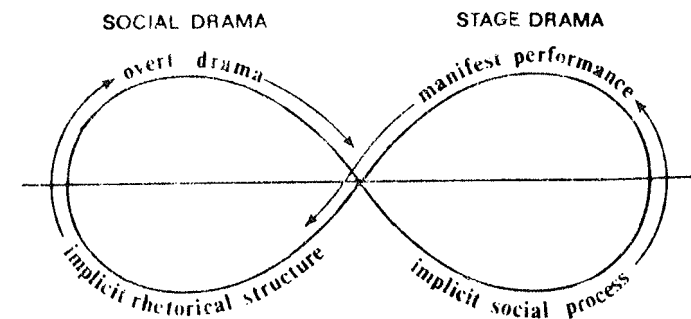 SOCIAL DRAMA
STAGE DRAMA
overt drama
manifest performance
implicit rhetorical structure
implicit social process